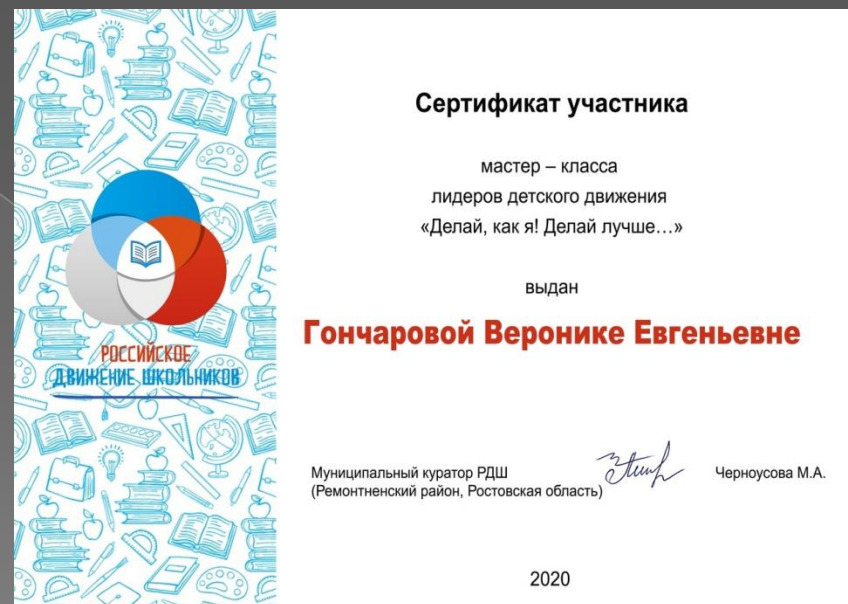 РОССИЙСКОЕ
ДВИЖЕНИЕ ШКОЛЬНИКОВ
Сертификат участника
мастер – класса
лидеров детского движения
«Делай, как я! Делай лучше…»
выдан
Гончаровой Веронике Евгеньевне
Муниципальный куратор РДШ
(Ремонтненский район, Ростовская область)
Черноусова М.А.
2020